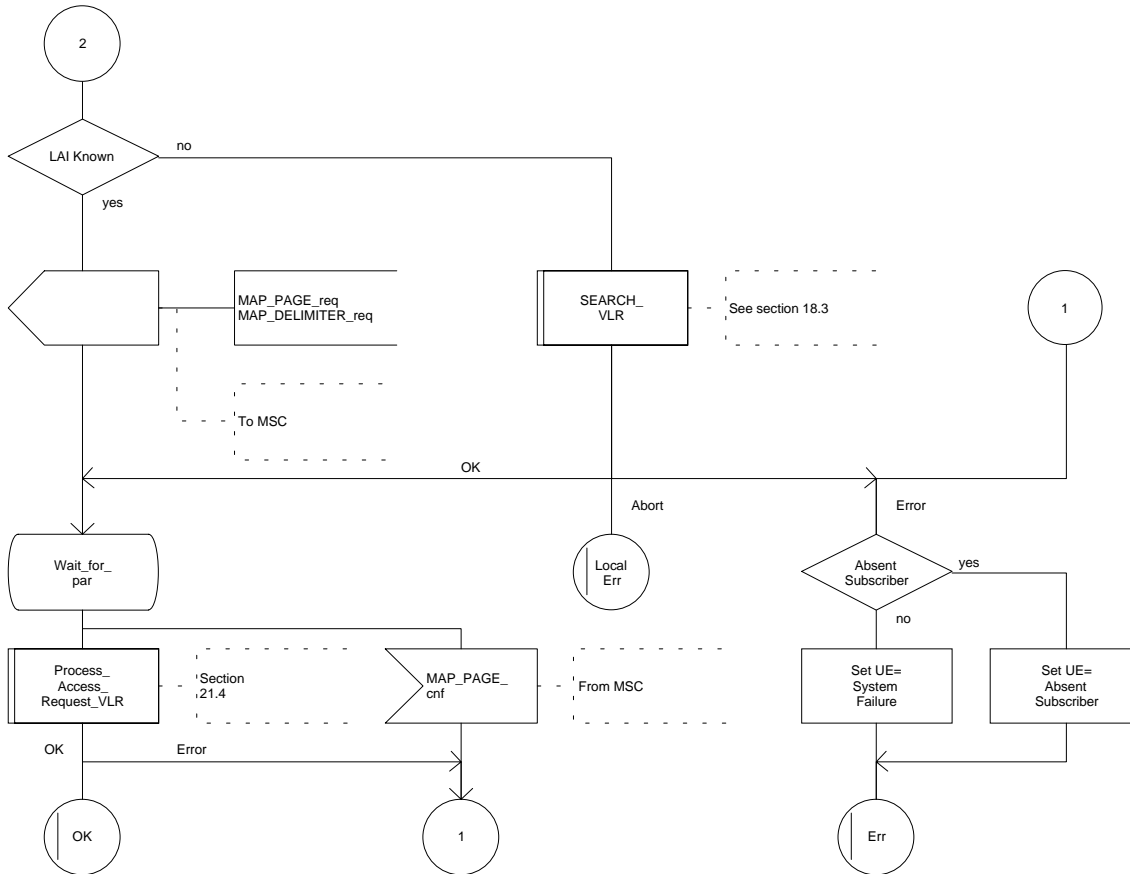 2
LAI Known
no
yes
MAP_PAGE_req
MAP_DELIMITER_req
SEARCH_
VLR
See section 18.3
1
To MSC
OK
Abort
Error
Wait_for_
par
Local
Err
Absent
Subscriber
yes
no
Process_
Access_
Request_VLR
Section
21.4
MAP_PAGE_
cnf
From MSC
Set UE=
System
Failure
Set UE=
Absent
Subscriber
OK
Error
OK
1
Err